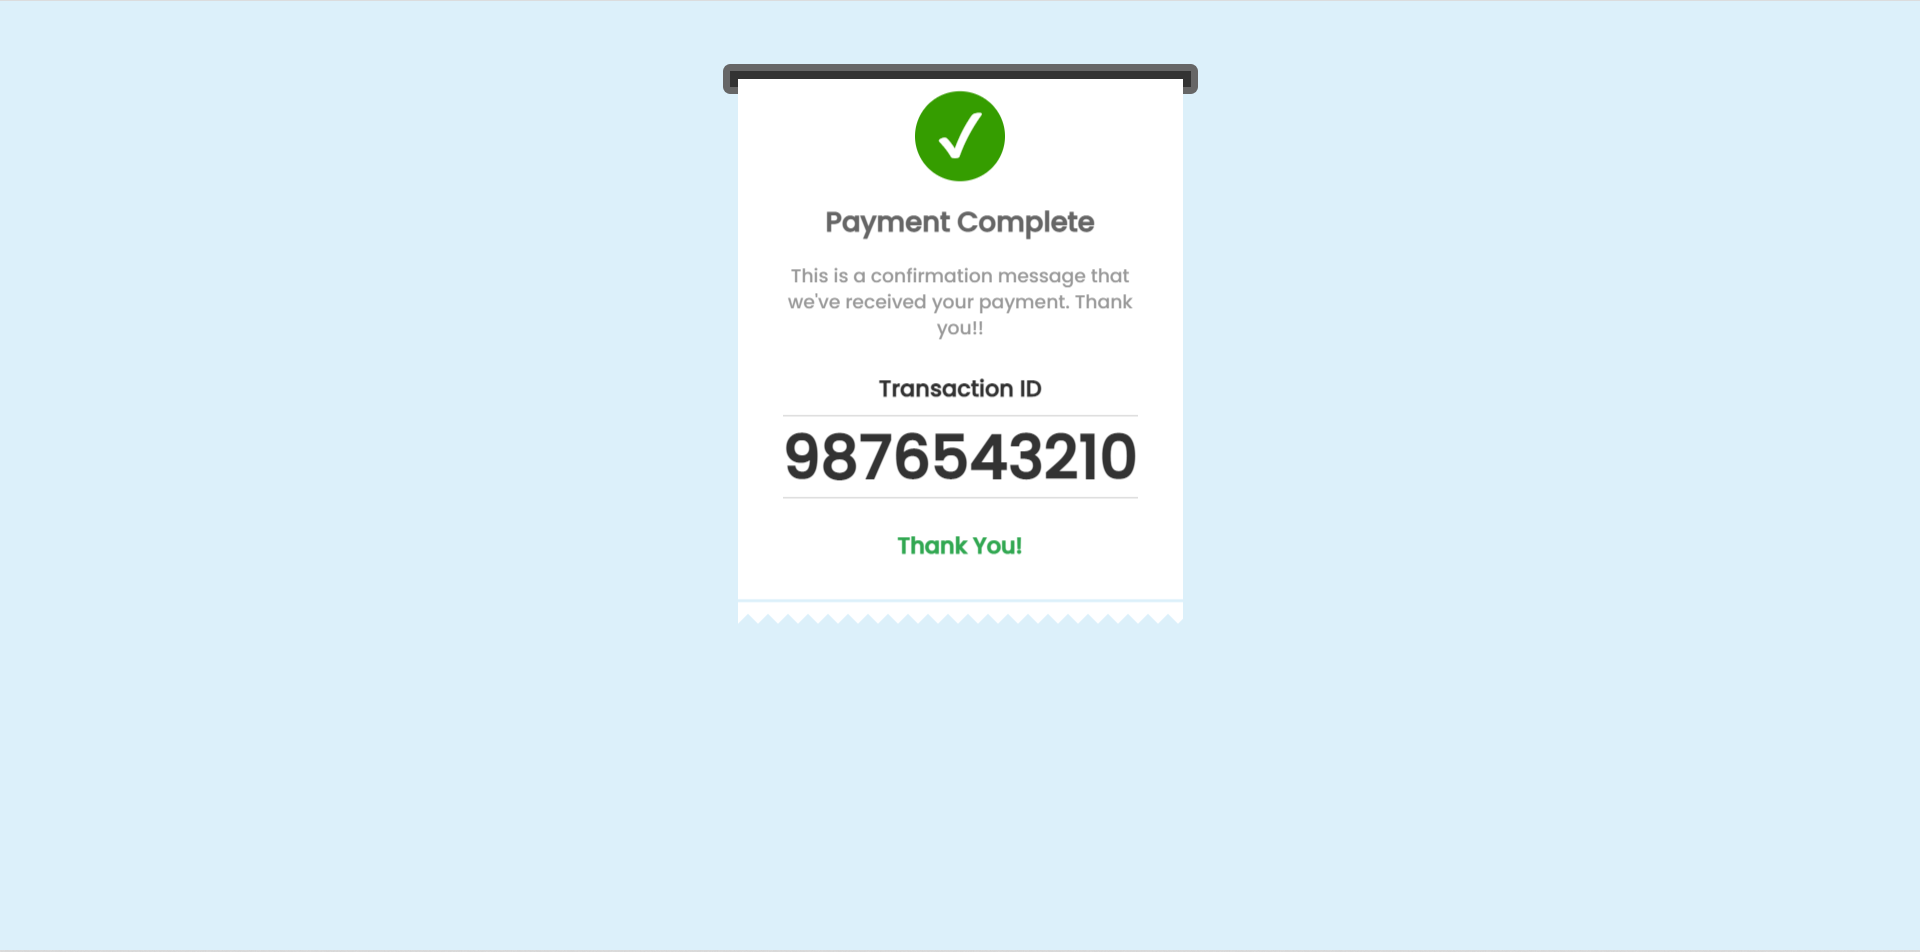 Payment Complete
This is a confirmation message that
we've received your payment. Thank
you!!
Transaction ID
9876543210
Thank You!